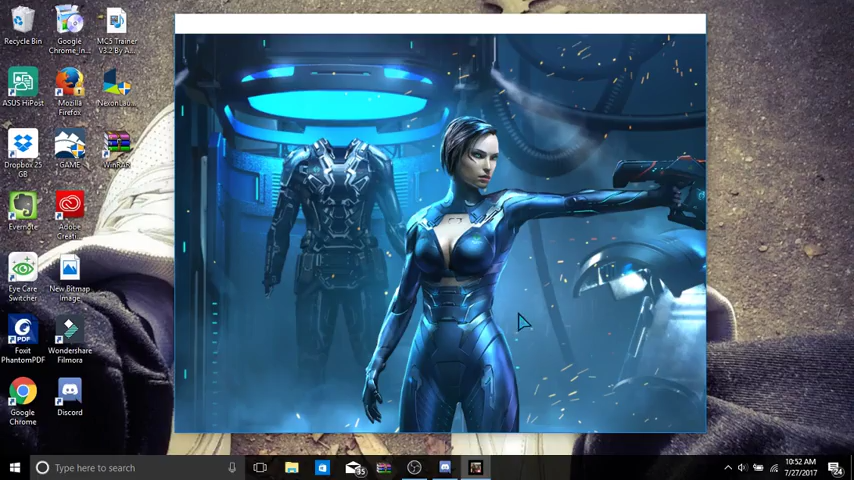 Recycle Bin
Google Chrome_In...
MC5 Trainer V3.2 By A...
ASUS HiPost
Mozilla Firefox
NexonLau...
Dropbox 25 GB
GAME
WinRAR
Evernote
Adobe Creati...
Eye Care Switcher
New Bitmap Image
Foxit PhantomPDF
Wondershare Filmora
Google Chrome
Discord
Type here to search
10:52 AM
7/27/2017
24